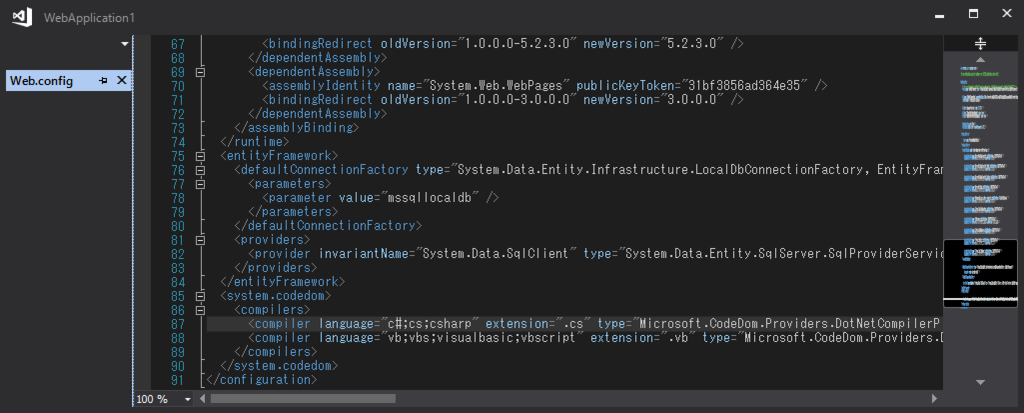 WebApplication1
Web.config
67 <bindingRedirect oldVersion="1.0.0.0-5.2.3.0" newVersion="5.2.3.0" />
68 </dependentAssembly>
69 <dependentAssembly>
70 <assemblyIdentity name="System.Web.WebPages" publicKeyToken="31bf3856ad364e35" />
71 <bindingRedirect oldVersion="1.0.0.0-3.0.0.0" newVersion="3.0.0.0" />
72 </dependentAssembly>
73 </assemblyBinding>
74 </runtime>
75 <entityFramework>
76 <defaultConnectionFactory type="System.Data.Entity.Infrastructure.LocalDbConnectionFactory, EntityFram
77 <parameters>
78 <parameter value="mssqllocaldb" />
79 </parameters>
80 </defaultConnectionFactory>
81 <providers>
82 <provider invariantName="System.Data.SqlClient" type="System.Data.Entity.SqlServer.SqlProviderServic
83 </providers>
84 </entityFramework>
85 <system.codedom>
86 <compilers>
87 <compiler language="c#;cs;csharp" extension=".cs" type="Microsoft.CodeDom.Providers.DotNetCompilerP
88 <compiler language="vb;vbs;visualbasic;vbscript" extension=".vb" type="Microsoft.CodeDom.Providers.D
89 </compilers>
90 </system.codedom>
91 </configuration>
100 %